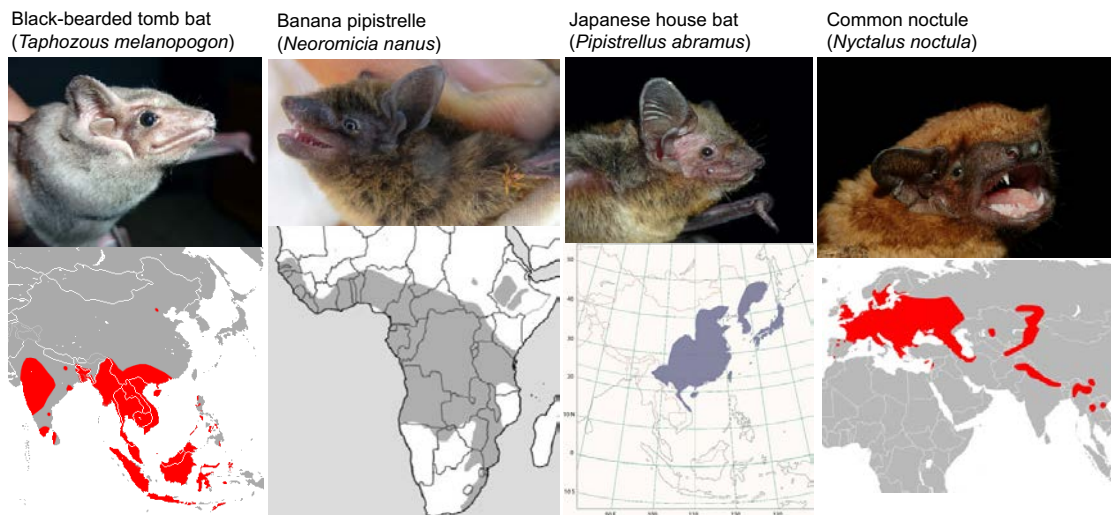 Black-bearded tomb bat
(Taphozous melanopogon)
Banana pipistrelle
(Neoromicia nanus)
Japanese house bat
(Pipistrellus abramus)
Common noctule
(Nyctalus noctula)